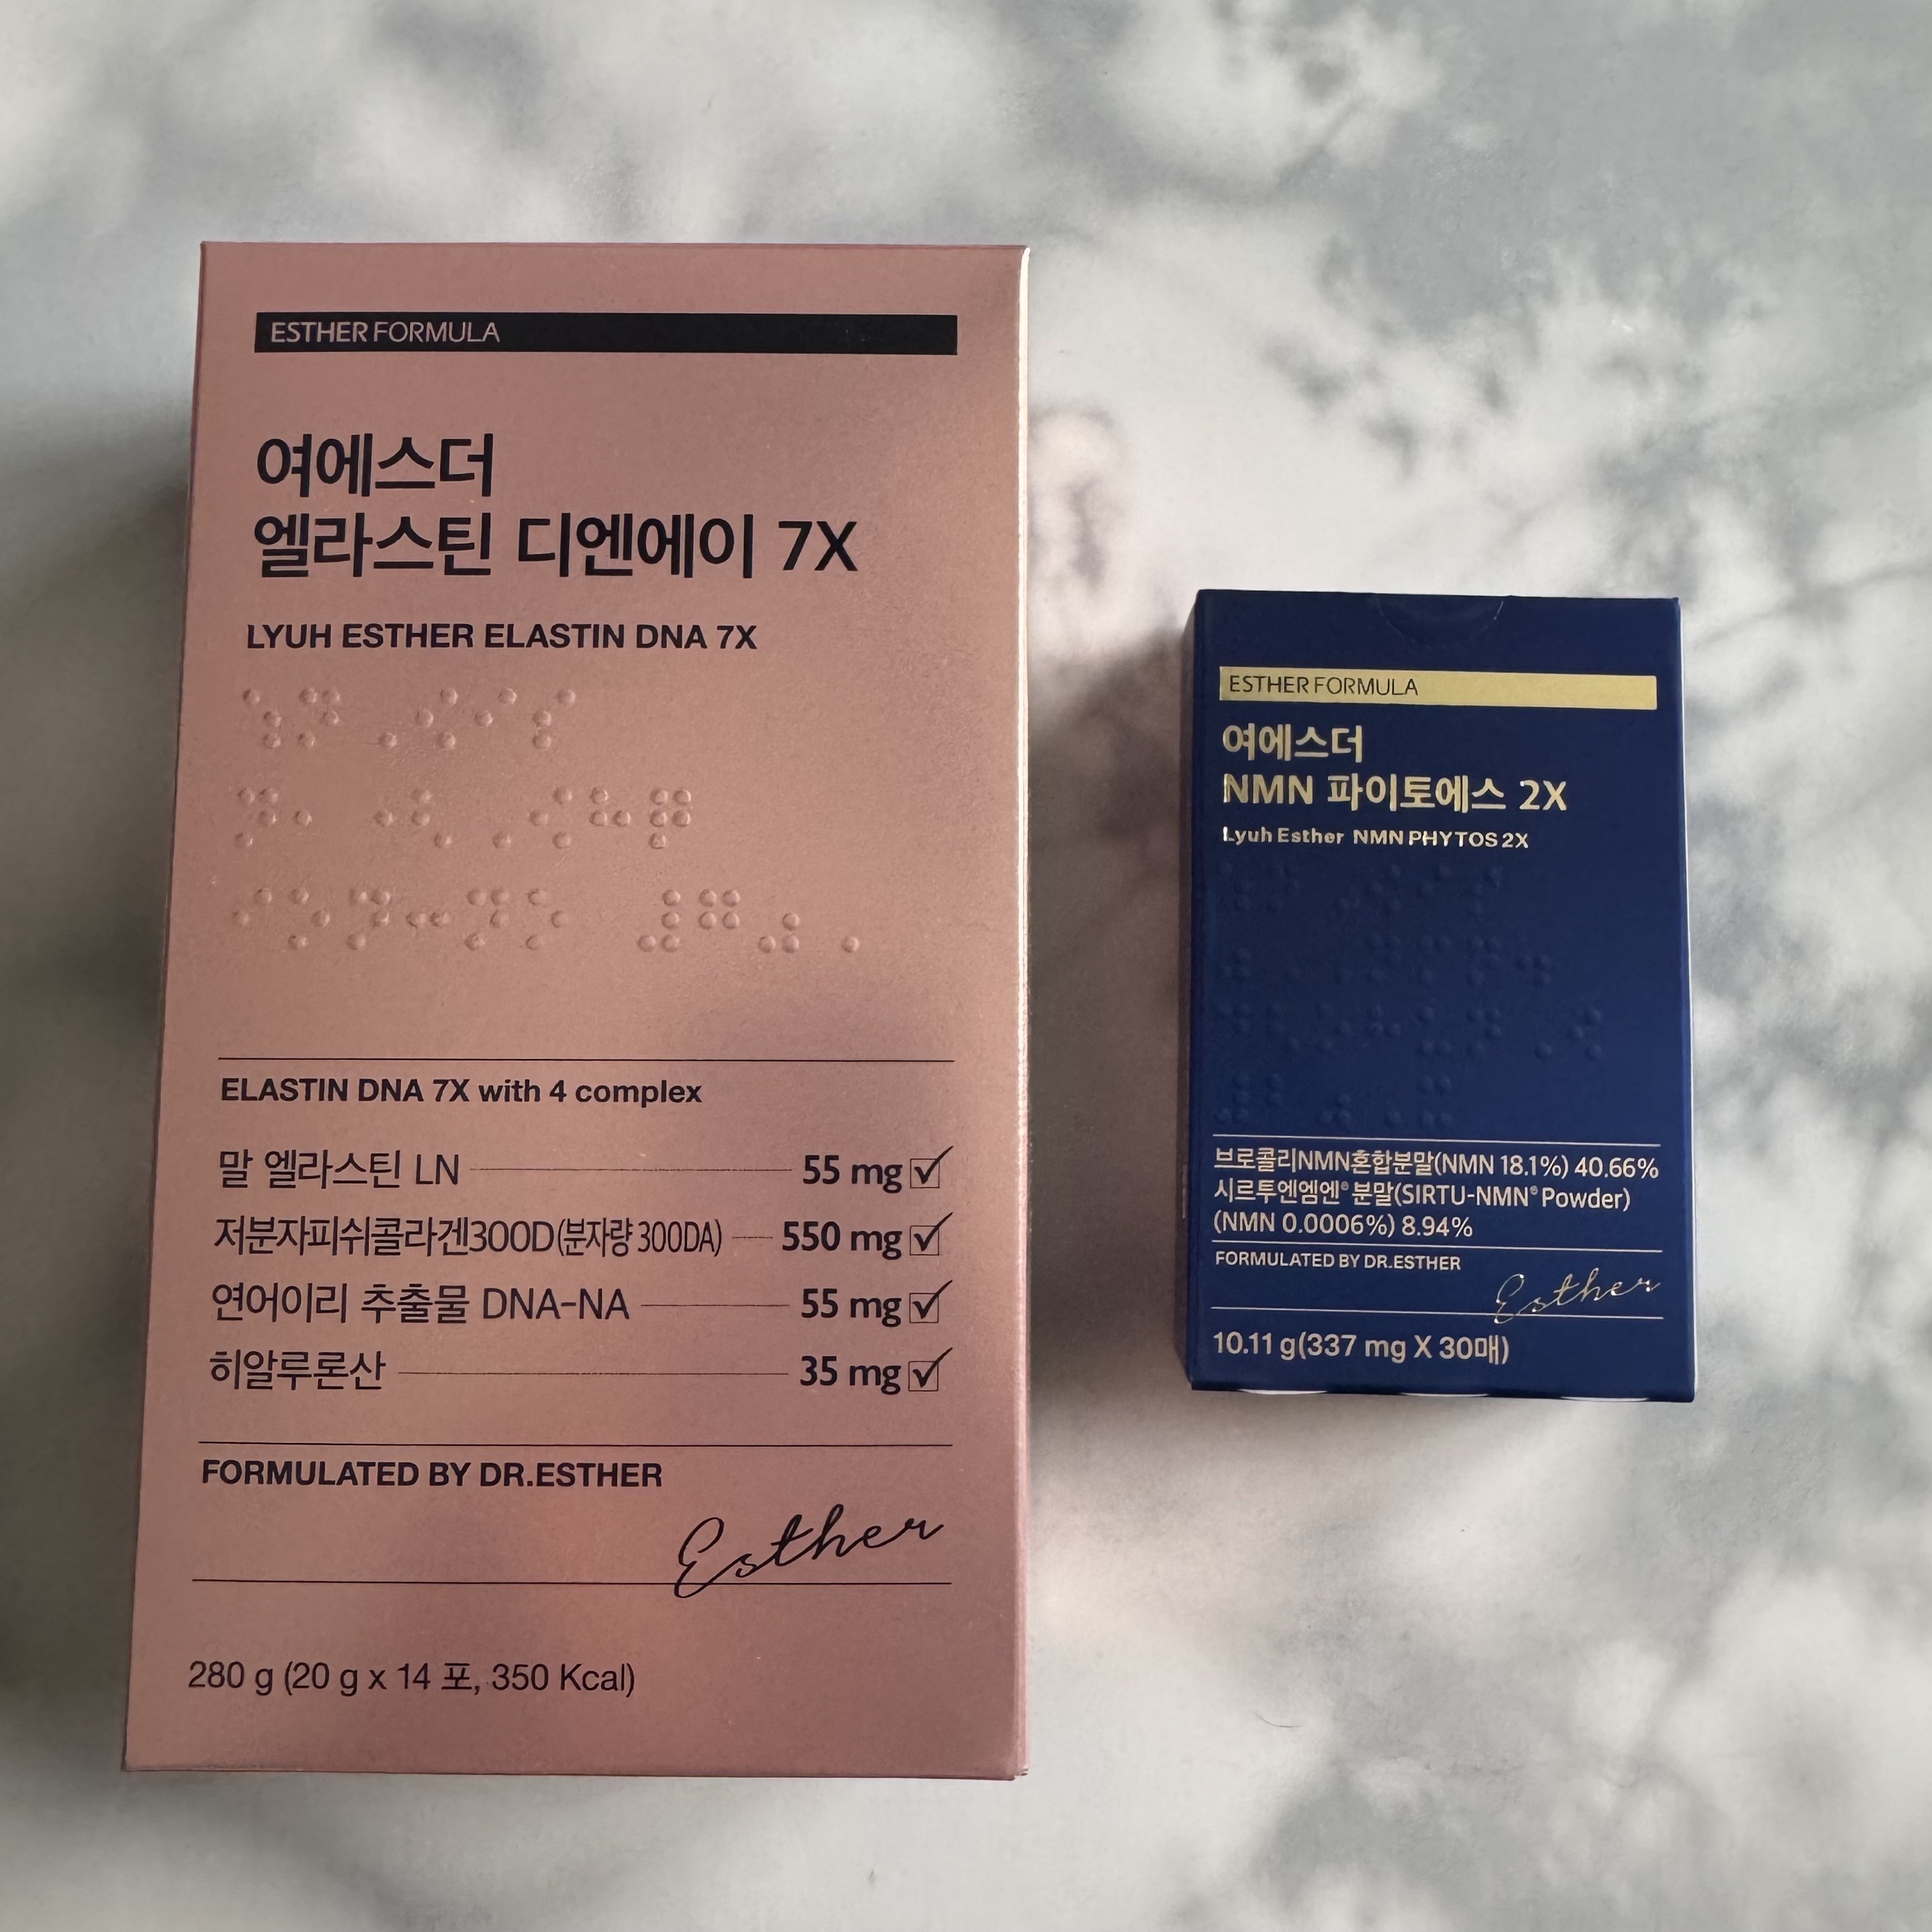 ESTHER FORMULA
여에스더
엘라스틴 디엔에이 7X
LYUH ESTHER ELASTIN DNA 7X
ELASTIN DNA 7X with 4 complex
말 엘라스틴 LN 55 mg
저분자피쉬콜라겐300D(분자량 300DA) 550 mg
연어이리 추출물 DNA-NA 55 mg
히알루론산 35 mg
FORMULATED BY DR.ESTHER
Esther
280 g (20 g x 14 포, 350 Kcal)
ESTHER FORMULA
여에스더
NMN 파이토에스 2X
Lyuh Esther NMN PHYTOS 2X
브로콜리NMN혼합분말(NMN 18.1%) 40.66%
시르투엔엠엔® 분말(SIRTU-NMN® Powder)
(NMN 0.0006%) 8.94%
FORMULATED BY DR.ESTHER
Esther
10.11 g(337 mg X 30매)